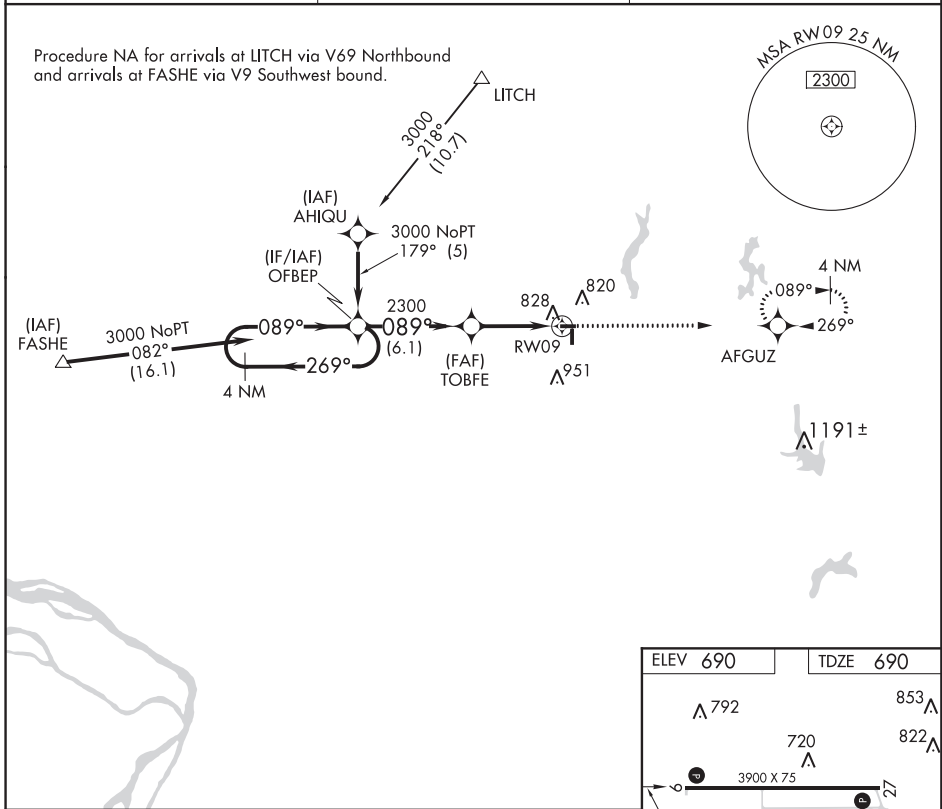 Procedure NA for arrivals at LITCH via V69 Northbound
and arrivals at FASHE via V9 Southwest bound.
MSA RW09 25 NM
2300
LITCH
3000
218°
(10.7)
(IAF)
AHIQU
3000 NoPT
179° (5)
(IF/IAF)
OFBEP
(IAF)
FASHE
3000 NoPT
082°
(16.1)
089°
269°
4 NM
2300
089°
(6.1)
(FAF)
TOBFE
828
820
RW09
951
4 NM
089°
269°
AFGUZ
1191±
ELEV 690
TDZE 690
792
853
822
720
3900 X 75
P
P
9
27